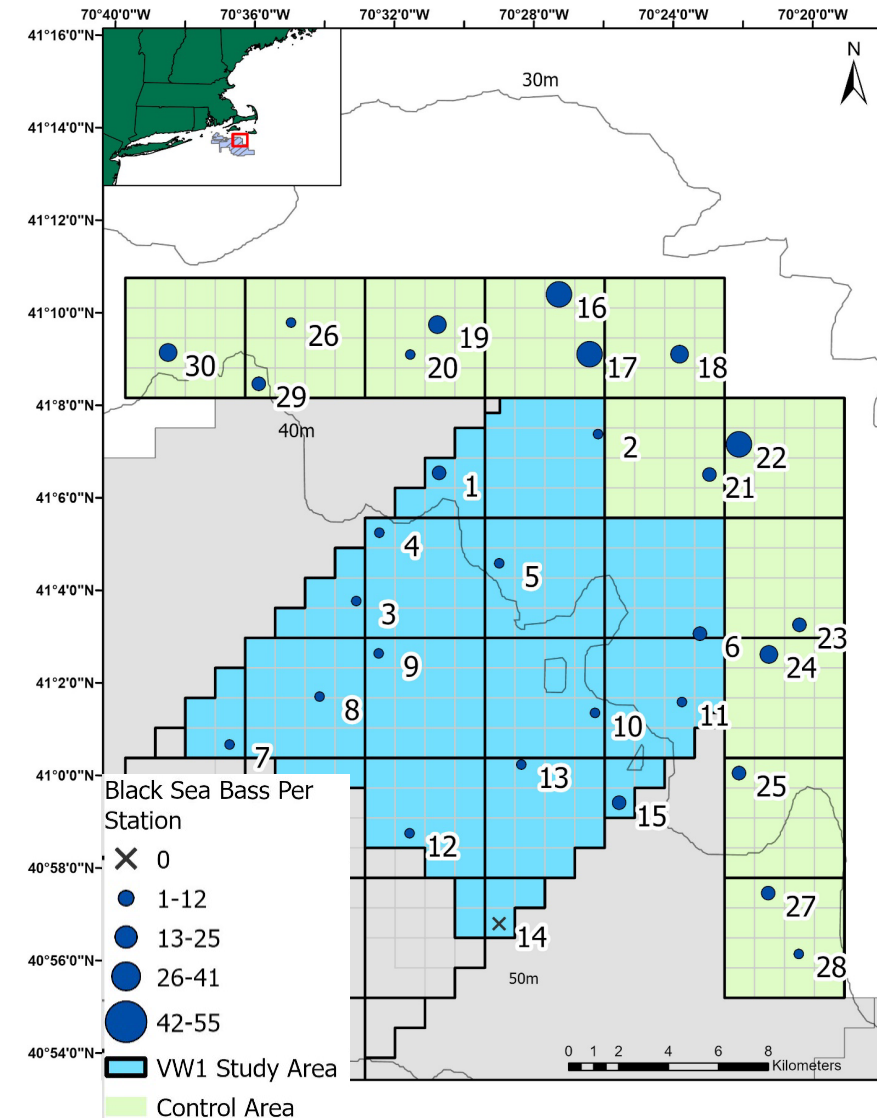 70°40'0"W 70°36'0"W 70°32'0"W 70°28'0"W 70°24'0"W 70°20'0"W
41°16'0"N
N
30m
41°14'0"N
41°12'0"N
41°10'0"N
16
26
19
30
20
17
18
29
41°8'0"N
40m
2
22
1
21
41°6'0"N
4
5
41°4'0"N
3
23
6
9
24
41°2'0"N
8
11
10
7
41°0'0"N
13
25
Black Sea Bass Per
Station
15
12
0
40°58'0"N
1-12
27
13-25
14
40°56'0"N
28
26-41
50m
42-55
40°54'0"N
VW1 Study Area
0 1 2 4 6 8
Kilometers
Control Area